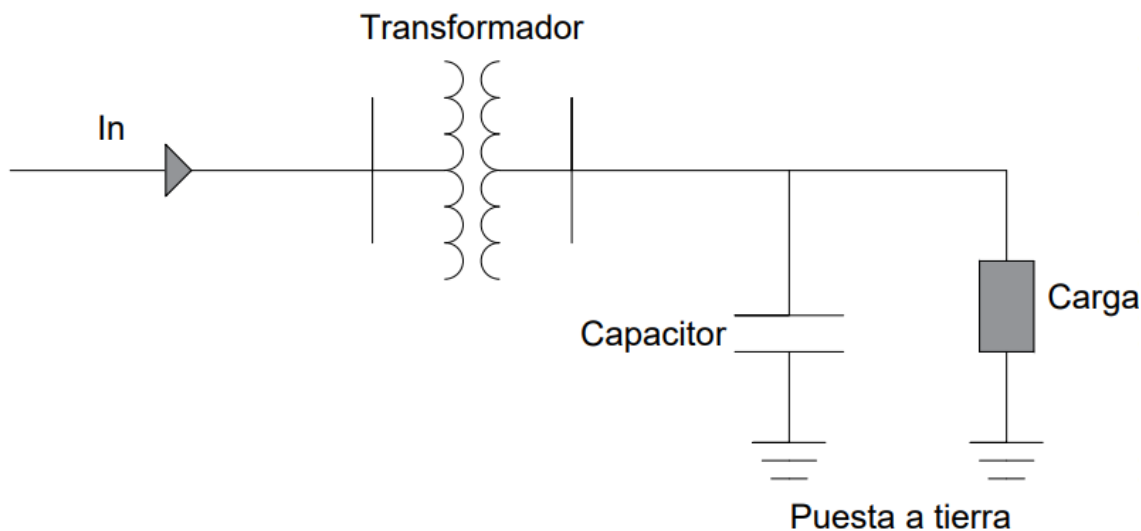 Transformador
In
Capacitor
Carga
Puesta a tierra